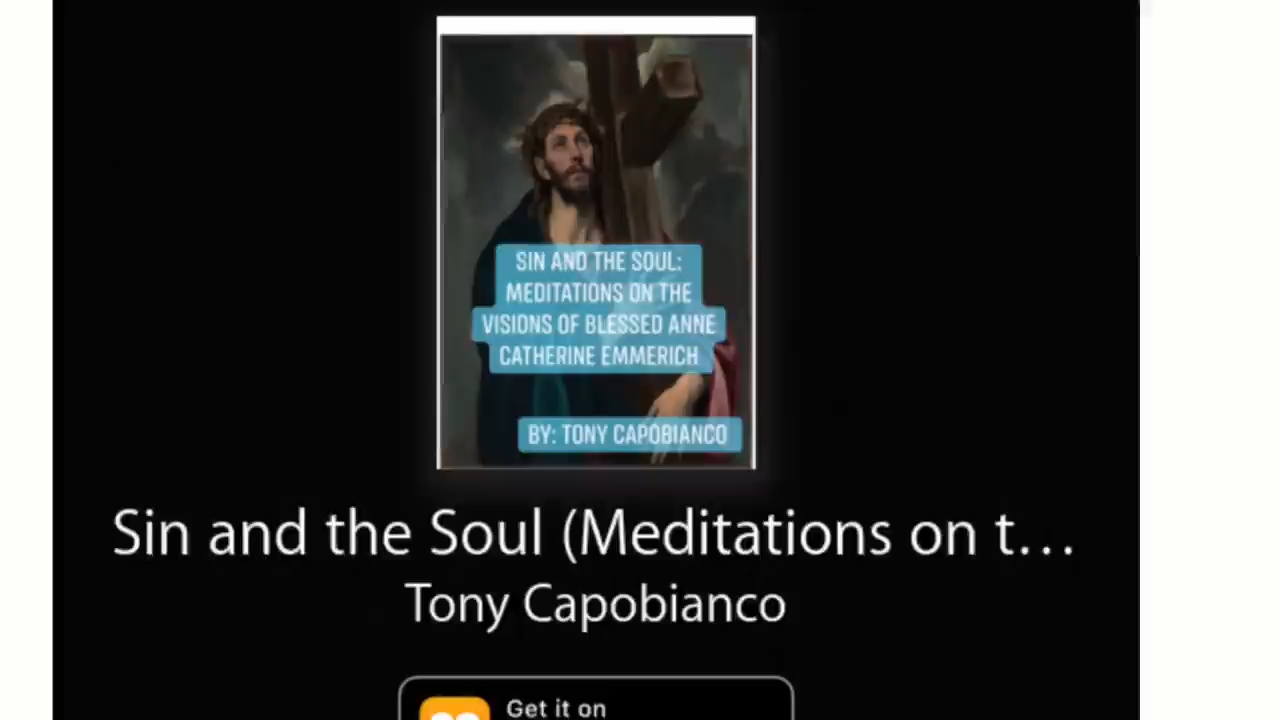 SIN AND THE SOUL:
MEDITATIONS ON THE
VISIONS OF BLESSED ANNE
CATHERINE EMMERICH
BY: TONY CAPOBIANCO
Sin and the Soul (Meditations on t...
Tony Capobianco
Get it on